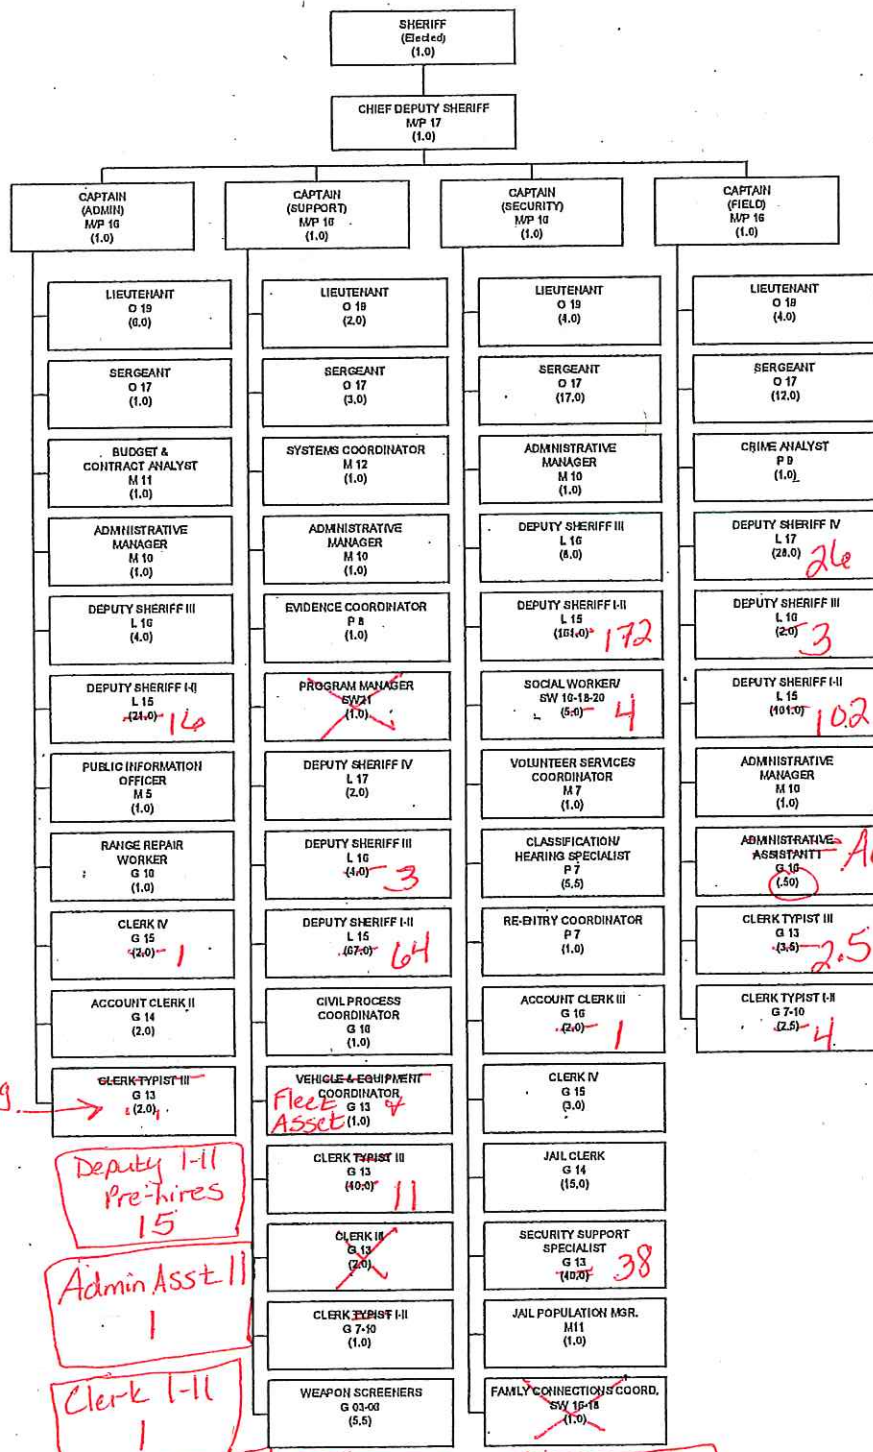 SHERIFF
(Elected)
(1.0)
CHIEF DEPUTY SHERIFF
M/P 17
(1.0)
CAPTAIN
(ADMIN)
M/P 16
(1.0)
CAPTAIN
(SUPPORT)
M/P 16
(1.0)
CAPTAIN
(SECURITY)
M/P 16
(1.0)
CAPTAIN
(FIELD)
M/P 16
(1.0)
LIEUTENANT
O 19
(6.0)
SERGEANT
O 17
(1.0)
BUDGET &
CONTRACT ANALYST
M 11
(1.0)
ADMINISTRATIVE
MANAGER
M 10
(1.0)
DEPUTY SHERIFF III
L 16
(4.0)
DEPUTY SHERIFF I-II
L 15
(21.0) 16
PUBLIC INFORMATION
OFFICER
M 5
(1.0)
RANGE REPAIR
WORKER
G 10
(1.0)
CLERK IV
G 15
(2.0) 1
ACCOUNT CLERK II
G 14
(2.0)
CLERK TYPIST III
G 13
(2.0)
Deputy I-II
Pre-hires
15
Admin Asst II
1
Clerk I-II
1
LIEUTENANT
O 19
(2.0)
SERGEANT
O 17
(3.0)
SYSTEMS COORDINATOR
M 12
(1.0)
ADMINISTRATIVE
MANAGER
M 10
(1.0)
EVIDENCE COORDINATOR
P 8
(1.0)
PROGRAM MANAGER
SW21
(1.0)
DEPUTY SHERIFF IV
L 17
(2.0)
DEPUTY SHERIFF III
L 16
(4.0) 3
DEPUTY SHERIFF I-II
L 15
(67.0) 64
CIVIL PROCESS
COORDINATOR
G 16
(1.0)
VEHICLE & EQUIPMENT
COORDINATOR
Fleet & G 13
Asset (1.0)
CLERK TYPIST III
G 13
(10.0) 11
CLERK III
G 13
(2.0)
CLERK TYPIST I-II
G 7-10
(1.0)
WEAPON SCREENERS
G 03-06
(5.5)
LIEUTENANT
O 19
(4.0)
SERGEANT
O 17
(17.0)
ADMINISTRATIVE
MANAGER
M 10
(1.0)
DEPUTY SHERIFF III
L 16
(8.0)
DEPUTY SHERIFF I-II
L 15
(161.0) 172
SOCIAL WORKER/
SW 16-18-20
(5.0) 4
VOLUNTEER SERVICES
COORDINATOR
M 7
(1.0)
CLASSIFICATION/
HEARING SPECIALIST
P 7
(5.5)
RE-ENTRY COORDINATOR
P 7
(1.0)
ACCOUNT CLERK III
G 16
(2.0) 1
CLERK IV
G 15
(3.0)
JAIL CLERK
G 14
(15.0)
SECURITY SUPPORT
SPECIALIST
G 13
(40.0) 38
JAIL POPULATION MGR.
M11
(1.0)
FAMILY CONNECTIONS COORD.
SW 16-18
(1.0)
LIEUTENANT
O 19
(4.0)
SERGEANT
O 17
(12.0)
CRIME ANALYST
P 9
(1.0)
DEPUTY SHERIFF IV
L 17
(28.0) 26
DEPUTY SHERIFF III
L 16
(2.0) 3
DEPUTY SHERIFF I-II
L 15
(101.0) 102
ADMINISTRATIVE
MANAGER
M 10
(1.0)
ADMINISTRATIVE
ASSISTANT I
G 16
(.50)
CLERK TYPIST III
G 13
(3.5) 2.5
CLERK TYPIST I-II
G 7-10
(2.5) 4